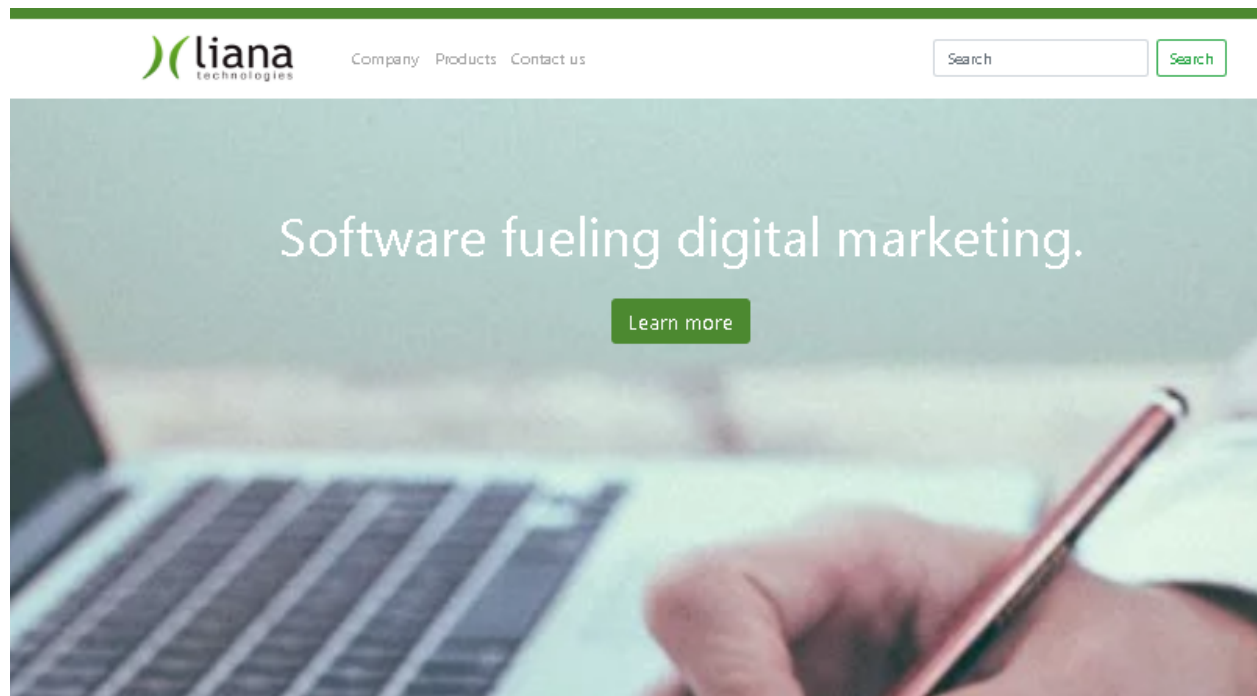 liana
technologies
Company Products Contact us
Search
Search
Software fueling digital marketing.
Learn more